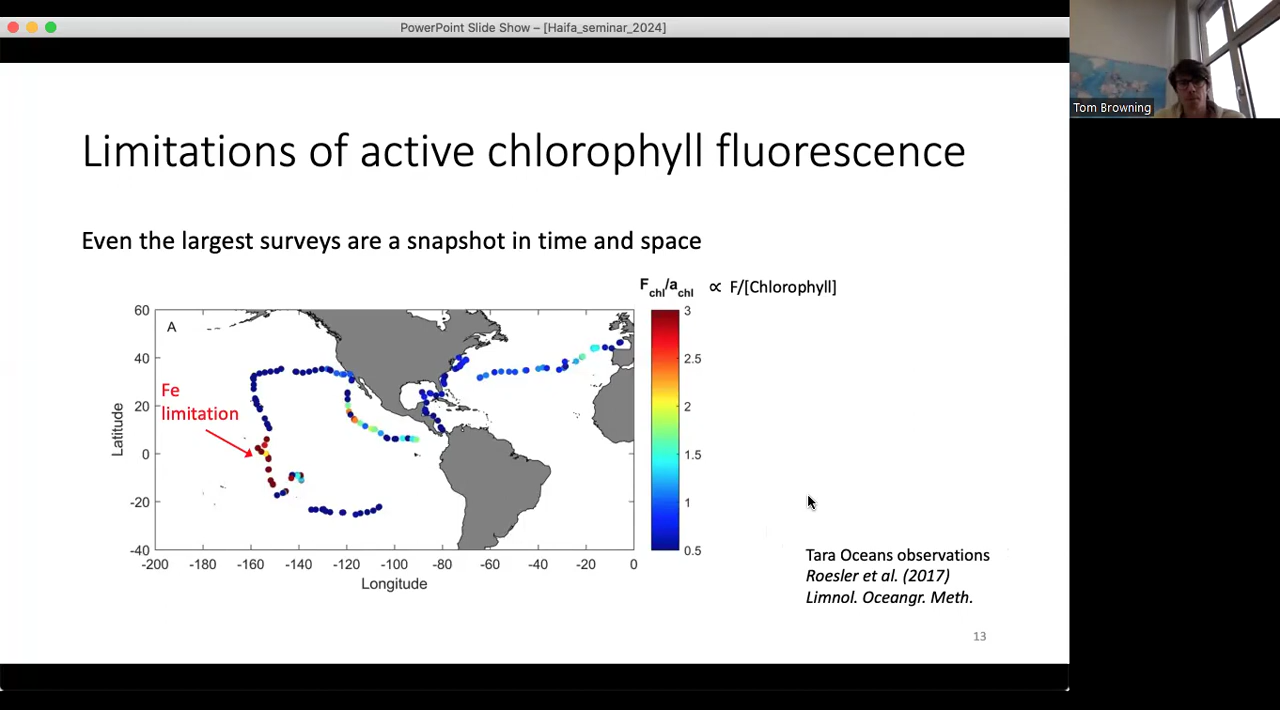 PowerPoint Slide Show – [Haifa_seminar_2024]
Tom Browning
Limitations of active chlorophyll fluorescence
Even the largest surveys are a snapshot in time and space
Fchl/achl ∝ F/[Chlorophyll]
A
Fe
limitation
60
40
20
0
-20
-40
Latitude
-200 -180 -160 -140 -120 -100 -80 -60 -40 -20 0
Longitude
3
2.5
2
1.5
1
0.5
Tara Oceans observations
Roesler et al. (2017)
Limnol. Oceangr. Meth.
13